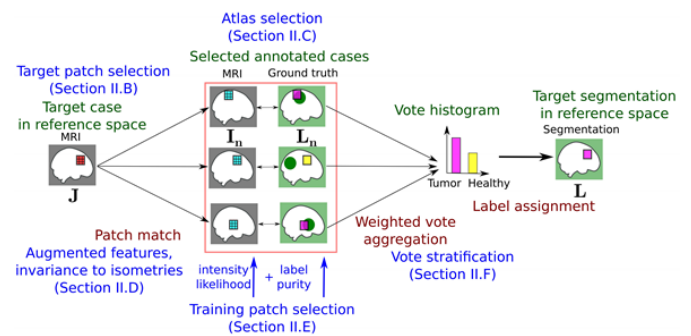 Atlas selection
(Section II.C)
Selected annotated cases
MRI
Ground truth
Target patch selection
(Section II.B)
Target case
in reference space
MRI
J
I_n
L_n
Vote histogram
Tumor Healthy
Target segmentation
in reference space
Segmentation
L
Label assignment
Patch match
Augmented features,
invariance to isometries
(Section II.D)
Weighted vote
aggregation
Vote stratification
(Section II.F)
intensity
likelihood
+
label
purity
Training patch selection
(Section II.E)